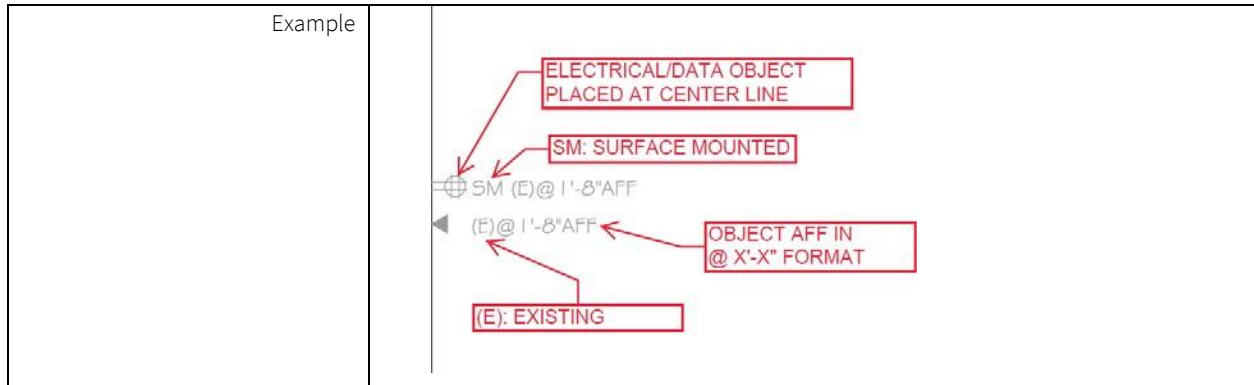 Example
ELECTRICAL/DATA OBJECT
PLACED AT CENTER LINE
SM: SURFACE MOUNTED
SM (E)@ 1'-8"AFF
(E)@ 1'-8"AFF
OBJECT AFF IN
@ X'-X" FORMAT
(E): EXISTING